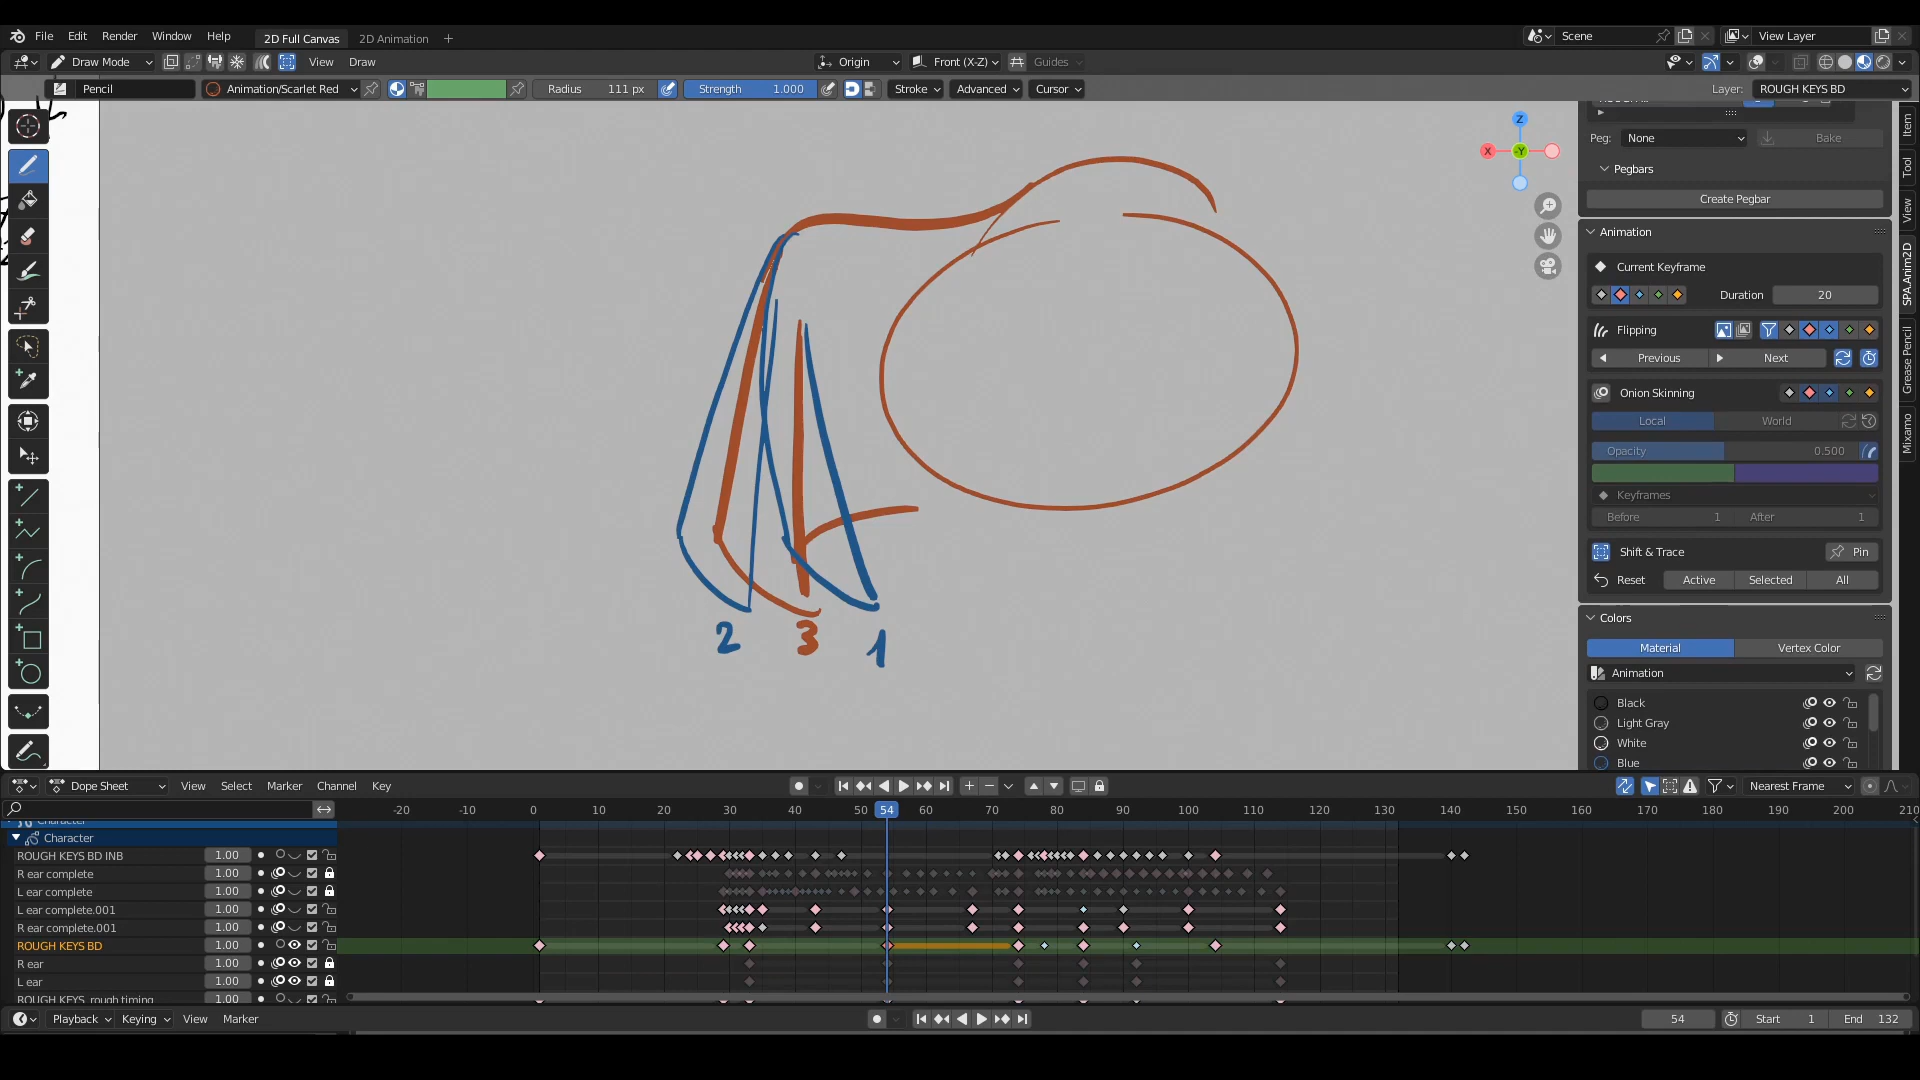 File Edit Render Window Help 2D Full Canvas 2D Animation + Scene View Layer
Draw Mode View Draw Origin Front (X-Z) Guides
Pencil Animation/Scarlet Red Radius 111 px Strength 1.000 Stroke Advanced Cursor Layer: ROUGH KEYS BD
Z
X -Y
2 3 1
Peg: None Bake
Pegbars
Create Pegbar
Animation
Current Keyframe
Duration 20
Flipping
Previous Next
Onion Skinning
Local World
Opacity 0.500
Keyframes
Before 1 After 1
Shift & Trace Pin
Reset Active Selected All
Colors
Material Vertex Color
Animation
Black
Light Gray
White
Blue
Item
Tool
View
SPA.Anim2D
Grease Pencil
Mixamo
Dope Sheet View Select Marker Channel Key Nearest Frame
-20 -10 0 10 20 30 40 50 54 60 70 80 90 100 110 120 130 140 150 160 170 180 190 200 210
Character
Character
ROUGH KEYS BD INB 1.00
R ear complete 1.00
L ear complete 1.00
L ear complete.001 1.00
R ear complete.001 1.00
ROUGH KEYS BD 1.00
R ear 1.00
L ear 1.00
ROUGH KEYS rough timing 1.00
Playback Keying View Marker 54 Start 1 End 132